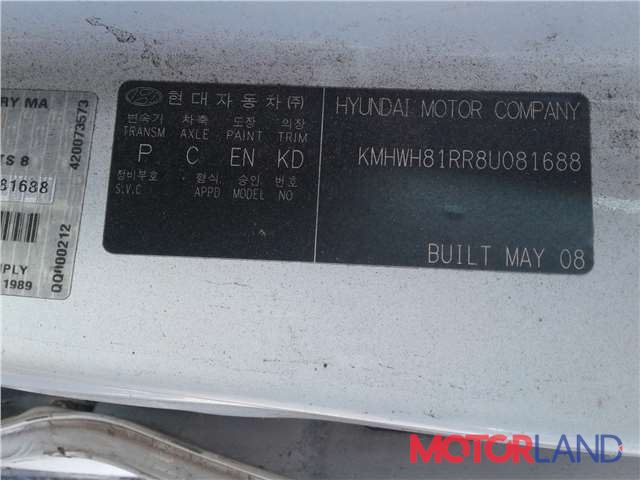 현대자동차㈜
HYUNDAI MOTOR COMPANY
변속기 차축 도장 의장
TRANSM AXLE PAINT TRIM
P C EN KD
KMHWH81RR8U081688
정비부호 형식 승인 번호
S.V.C APPD MODEL NO
BUILT MAY 08
RY MA
TS 8
81688
PLY
1989
420073573
QQH00212
MOTORLAND